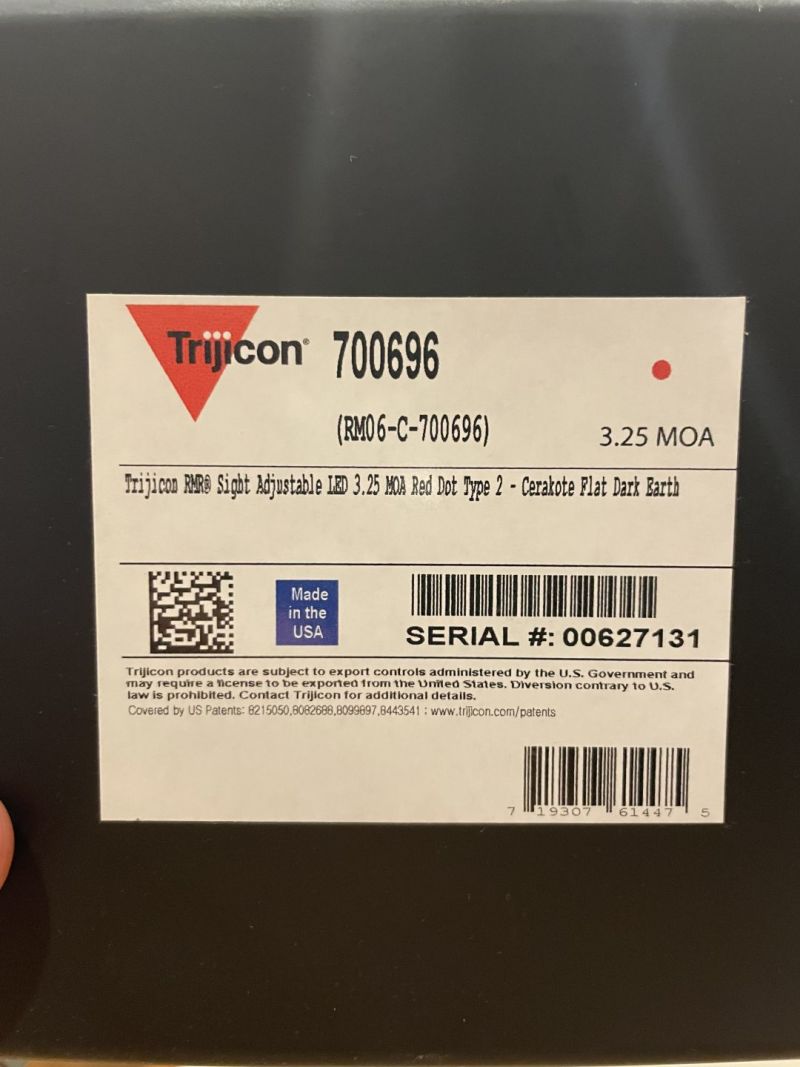 Trijicon® 700696
(RM06-C-700696)
3.25 MOA
Trijicon RMR® Sight Adjustable LED 3.25 MOA Red Dot Type 2 - Cerakote Flat Dark Earth
Made
in the
USA
SERIAL #: 00627131
Trijicon products are subject to export controls administered by the U.S. Government and
may require a license to be exported from the United States. Diversion contrary to U.S.
law is prohibited. Contact Trijicon for additional details.
Covered by US Patents: 8215050,8082688,8099897,8443541 ; www.trijicon.com/patents
7 19307 61447 5